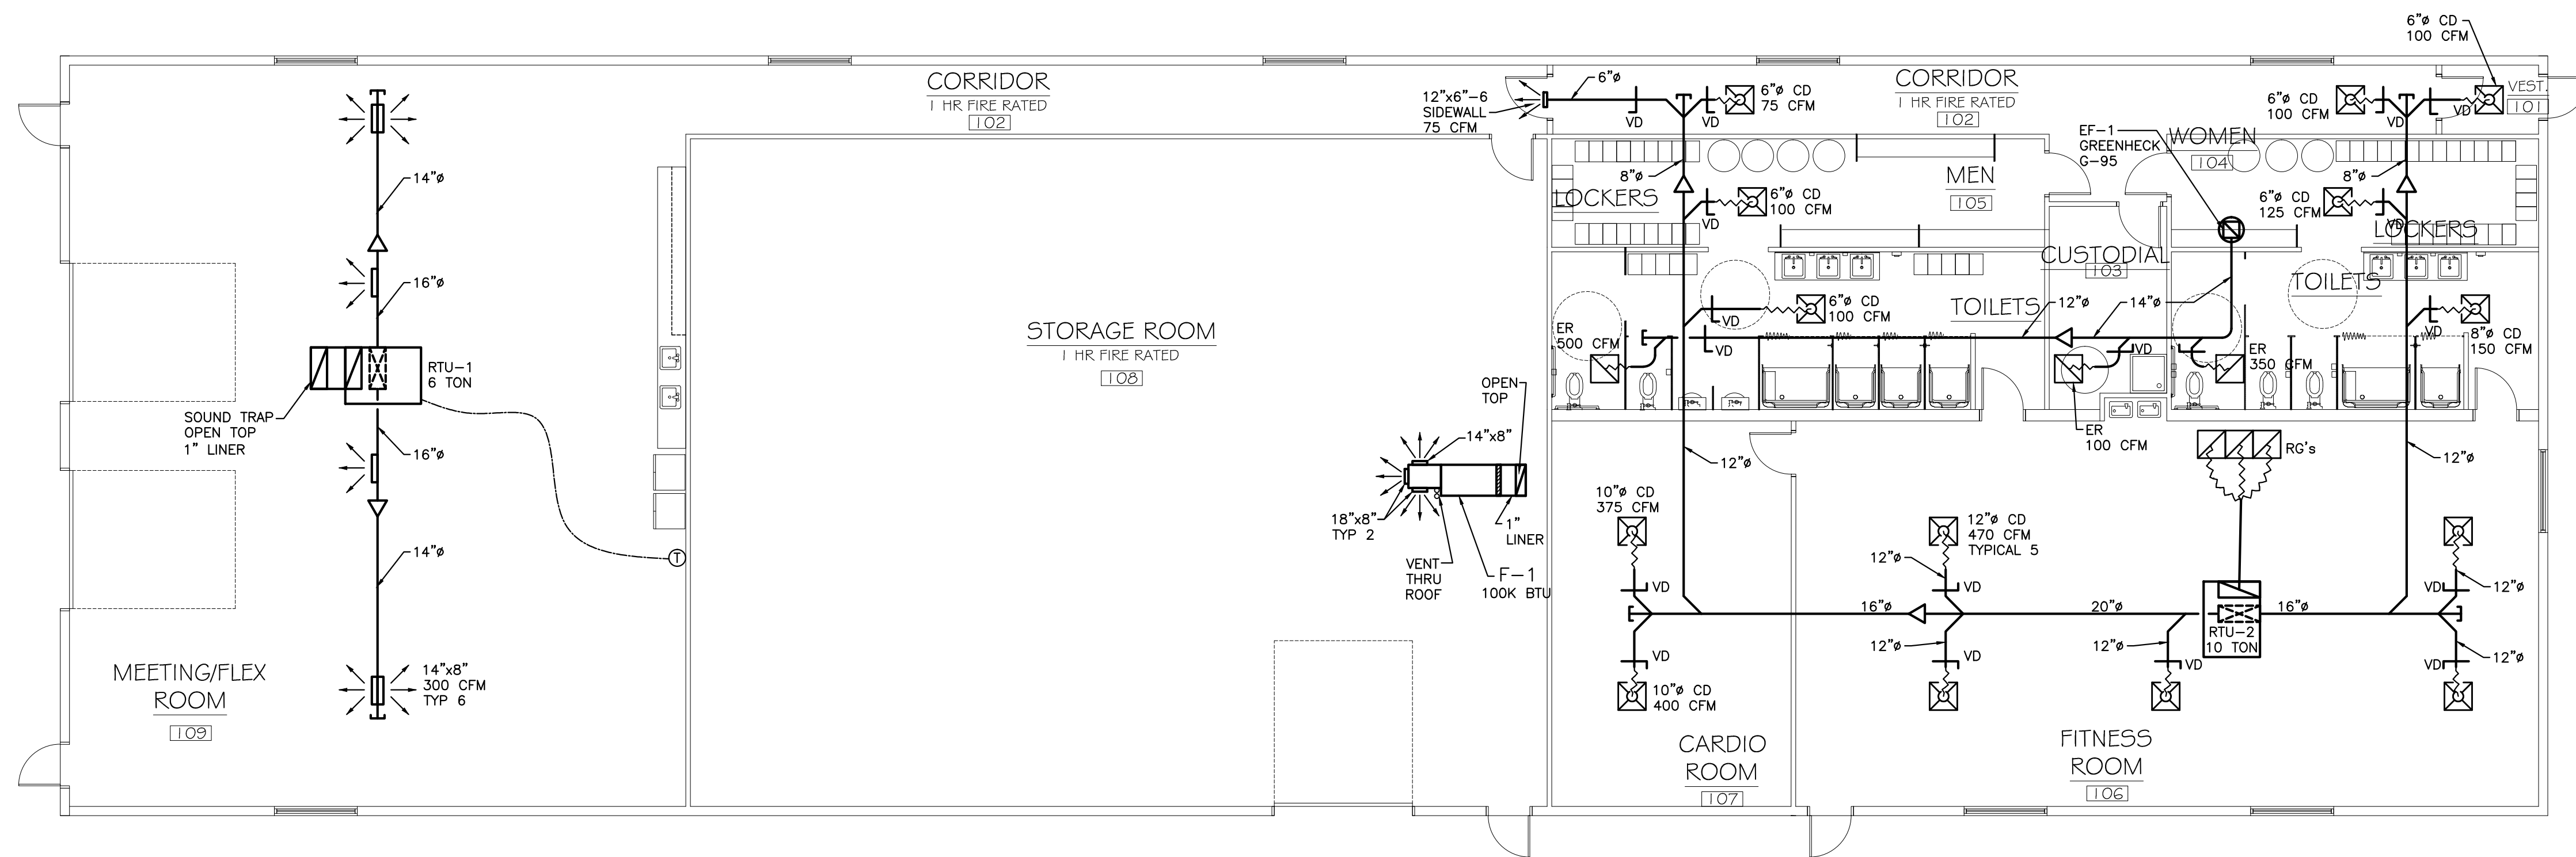 6"ø CD
100 CFM
CORRIDOR
1 HR FIRE RATED
102
12"x6"-6
SIDEWALL
75 CFM
6"ø
VD
VD
6"ø CD
75 CFM
CORRIDOR
1 HR FIRE RATED
102
6"ø CD
100 CFM
VD
VD
VEST.
101
EF-1
GREENHECK
G-95
WOMEN
104
14"ø
8"ø
LOCKERS
6"ø CD
100 CFM
VD
MEN
105
8"ø
6"ø CD
125 CFM
VD
LOCKERS
16"ø
CUSTODIAL
103
TOILETS
6"ø CD
100 CFM
VD
TOILETS
12"ø
14"ø
VD
8"ø CD
150 CFM
ER
500 CFM
VD
VD
ER
350 CFM
STORAGE ROOM
1 HR FIRE RATED
108
RTU-1
6 TON
SOUND TRAP
OPEN TOP
1" LINER
16"ø
OPEN
TOP
14"x8"
ER
100 CFM
RG's
12"ø
12"ø
18"x8"
TYP 2
1"
LINER
VENT
THRU
ROOF
F-1
100K BTU
10"ø CD
375 CFM
12"ø CD
470 CFM
TYPICAL 5
14"ø
T
VD
12"ø
VD
VD
12"ø
16"ø
20"ø
16"ø
RTU-2
10 TON
VD
12"ø
VD
12"ø
VD
VD
12"ø
10"ø CD
400 CFM
14"x8"
300 CFM
TYP 6
MEETING/FLEX
ROOM
109
CARDIO
ROOM
107
FITNESS
ROOM
106